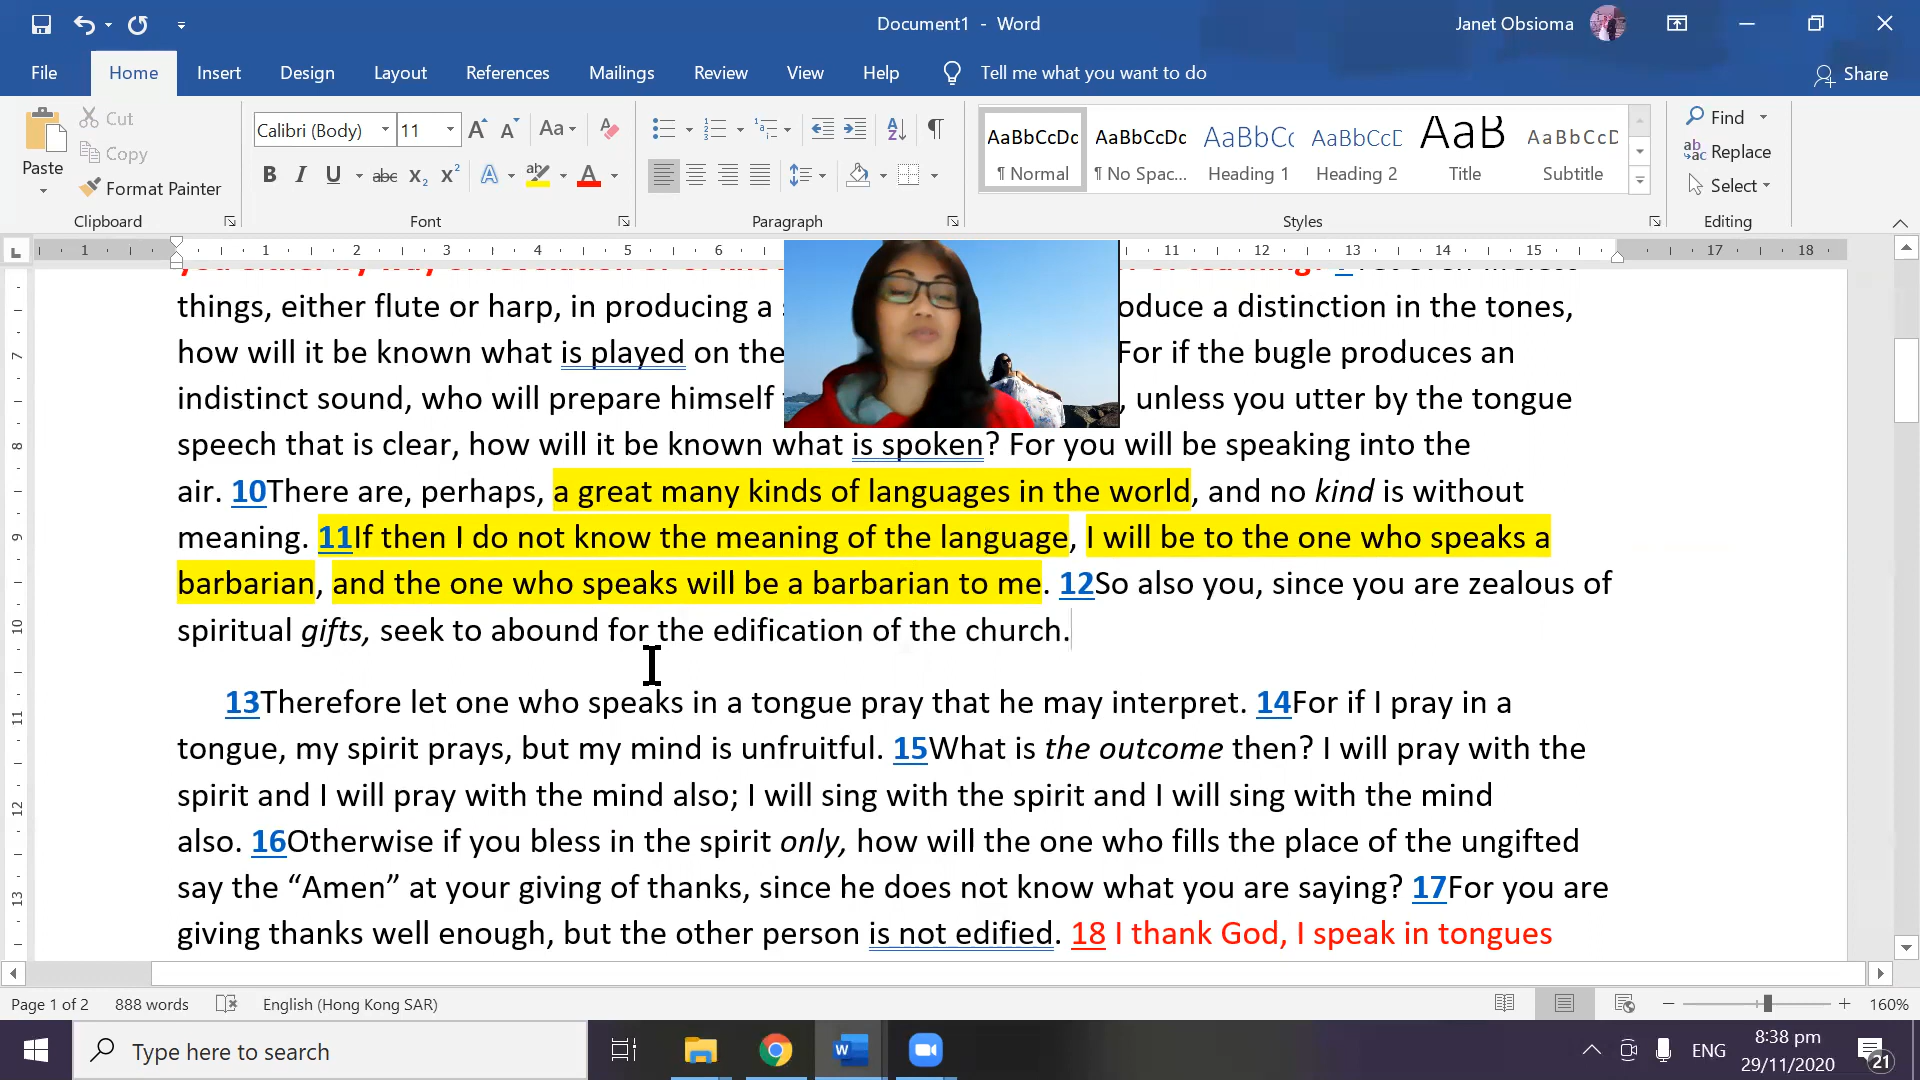 Document1 - Word
Janet Obsioma
File Home Insert Design Layout References Mailings Review View Help Tell me what you want to do Share
Paste
Cut
Copy
Format Painter
Clipboard
Calibri (Body) 11
Font
Paragraph
AaBbCcDc AaBbCcDc AaBbCc AaBbCcD AaB AaBbCcD
¶ Normal ¶ No Spac... Heading 1 Heading 2 Title Subtitle
Styles
Find
Replace
Select
Editing
1 1 2 3 4 5 6 11 12 13 14 15 17 18
things, either flute or harp, in producing a oduce a distinction in the tones,
how will it be known what is played on the For if the bugle produces an
indistinct sound, who will prepare himself , unless you utter by the tongue
speech that is clear, how will it be known what is spoken? For you will be speaking into the
air. 10There are, perhaps, a great many kinds of languages in the world, and no kind is without
meaning. 11If then I do not know the meaning of the language, I will be to the one who speaks a
barbarian, and the one who speaks will be a barbarian to me. 12So also you, since you are zealous of
spiritual gifts, seek to abound for the edification of the church.
13Therefore let one who speaks in a tongue pray that he may interpret. 14For if I pray in a
tongue, my spirit prays, but my mind is unfruitful. 15What is the outcome then? I will pray with the
spirit and I will pray with the mind also; I will sing with the spirit and I will sing with the mind
also. 16Otherwise if you bless in the spirit only, how will the one who fills the place of the ungifted
say the “Amen” at your giving of thanks, since he does not know what you are saying? 17For you are
giving thanks well enough, but the other person is not edified. 18 I thank God, I speak in tongues
Page 1 of 2 888 words English (Hong Kong SAR) 160%
Type here to search
ENG
8:38 pm
29/11/2020
21